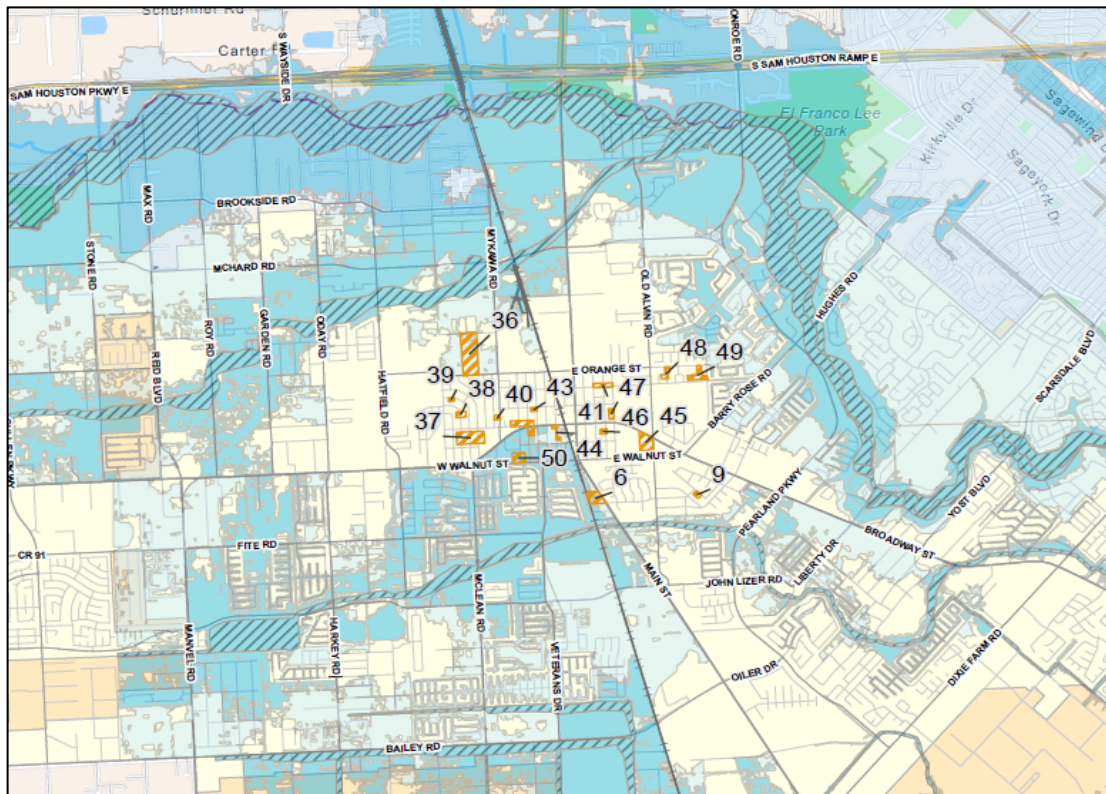 Carter F
S WAYSIDE DR
SAM HOUSTON PKWY E
S SAM HOUSTON RAMP E
El Franco Lee
Park
Kirkville Dr
Sageyork Dr
MAX RD
BROOKSIDE RD
STONE RD
MCHARD RD
MYKAWA RD
HUGHES RD
OLD ALVIN RD
ROY RD
GARDEN RD
ODAY RD
REID BLVD
HATFIELD RD
SCARSDALE BLVD
36
E ORANGE ST
48
49
39
38
40
43
47
BARRY ROSE RD
37
41
46
45
44
W WALNUT ST
50
E WALNUT ST
6
9
PEARLAND PKWY
YOST BLVD
BROADWAY ST
CR 91
FITE RD
LIBERTY DR
MAIN ST
JOHN LIZER RD
MCLEAN RD
MANVEL RD
HARKEY RD
VETERANS DR
OILER DR
DIXIE FARM RD
BAILEY RD